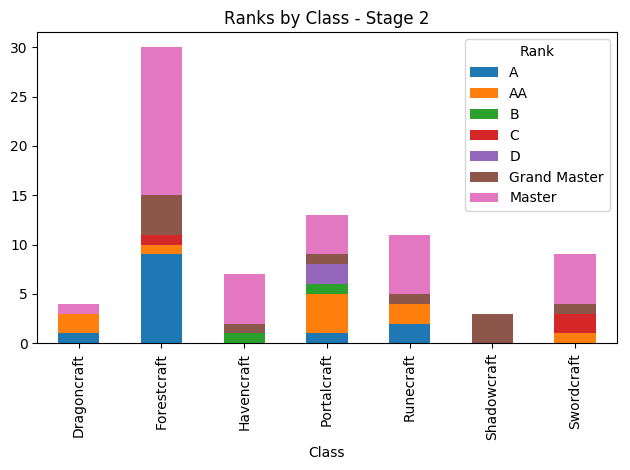 Ranks by Class - Stage 2
30
25
20
15
10
5
0
Rank
A
AA
B
C
D
Grand Master
Master
Dragoncraft
Forestcraft
Havencraft
Portalcraft
Runecraft
Shadowcraft
Swordcraft
Class